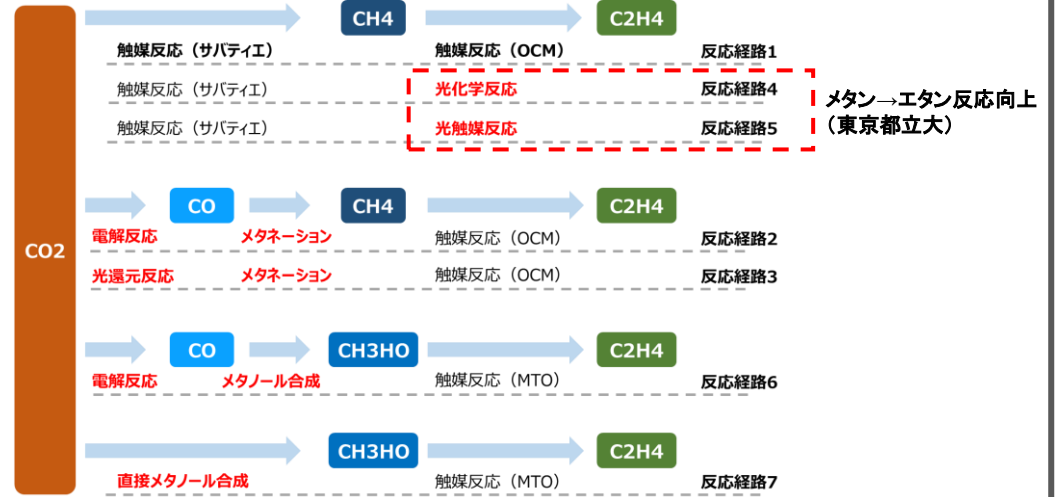 CO2
CH4
C2H4
触媒反応（サバティエ）
触媒反応（OCM）
反応経路1
触媒反応（サバティエ）
光化学反応
反応経路4
触媒反応（サバティエ）
光触媒反応
反応経路5
メタン→エタン反応向上
（東京都立大）
CO
CH4
C2H4
電解反応
メタネーション
触媒反応（OCM）
反応経路2
光還元反応
メタネーション
触媒反応（OCM）
反応経路3
CO
CH3HO
C2H4
電解反応
メタノール合成
触媒反応（MTO）
反応経路6
CH3HO
C2H4
直接メタノール合成
触媒反応（MTO）
反応経路7